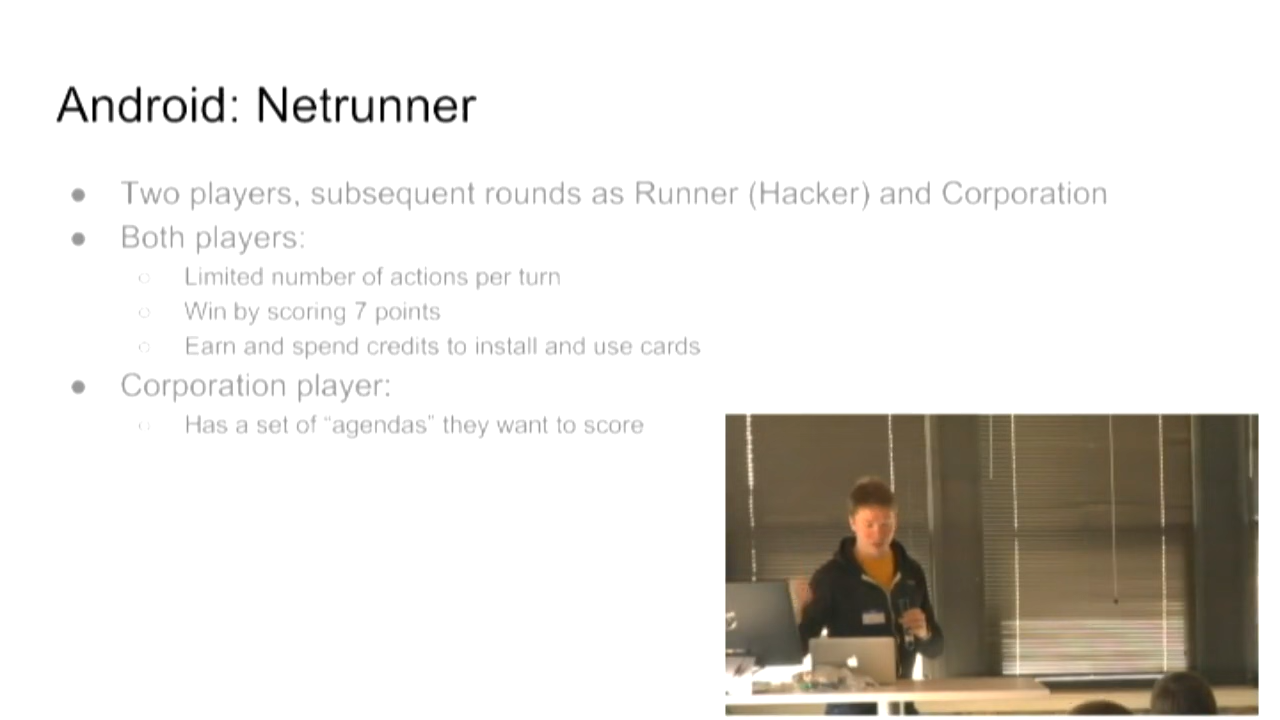 Android: Netrunner
● Two players, subsequent rounds as Runner (Hacker) and Corporation
● Both players:
○ Limited number of actions per turn
○ Win by scoring 7 points
○ Earn and spend credits to install and use cards
● Corporation player:
○ Has a set of “agendas” they want to score